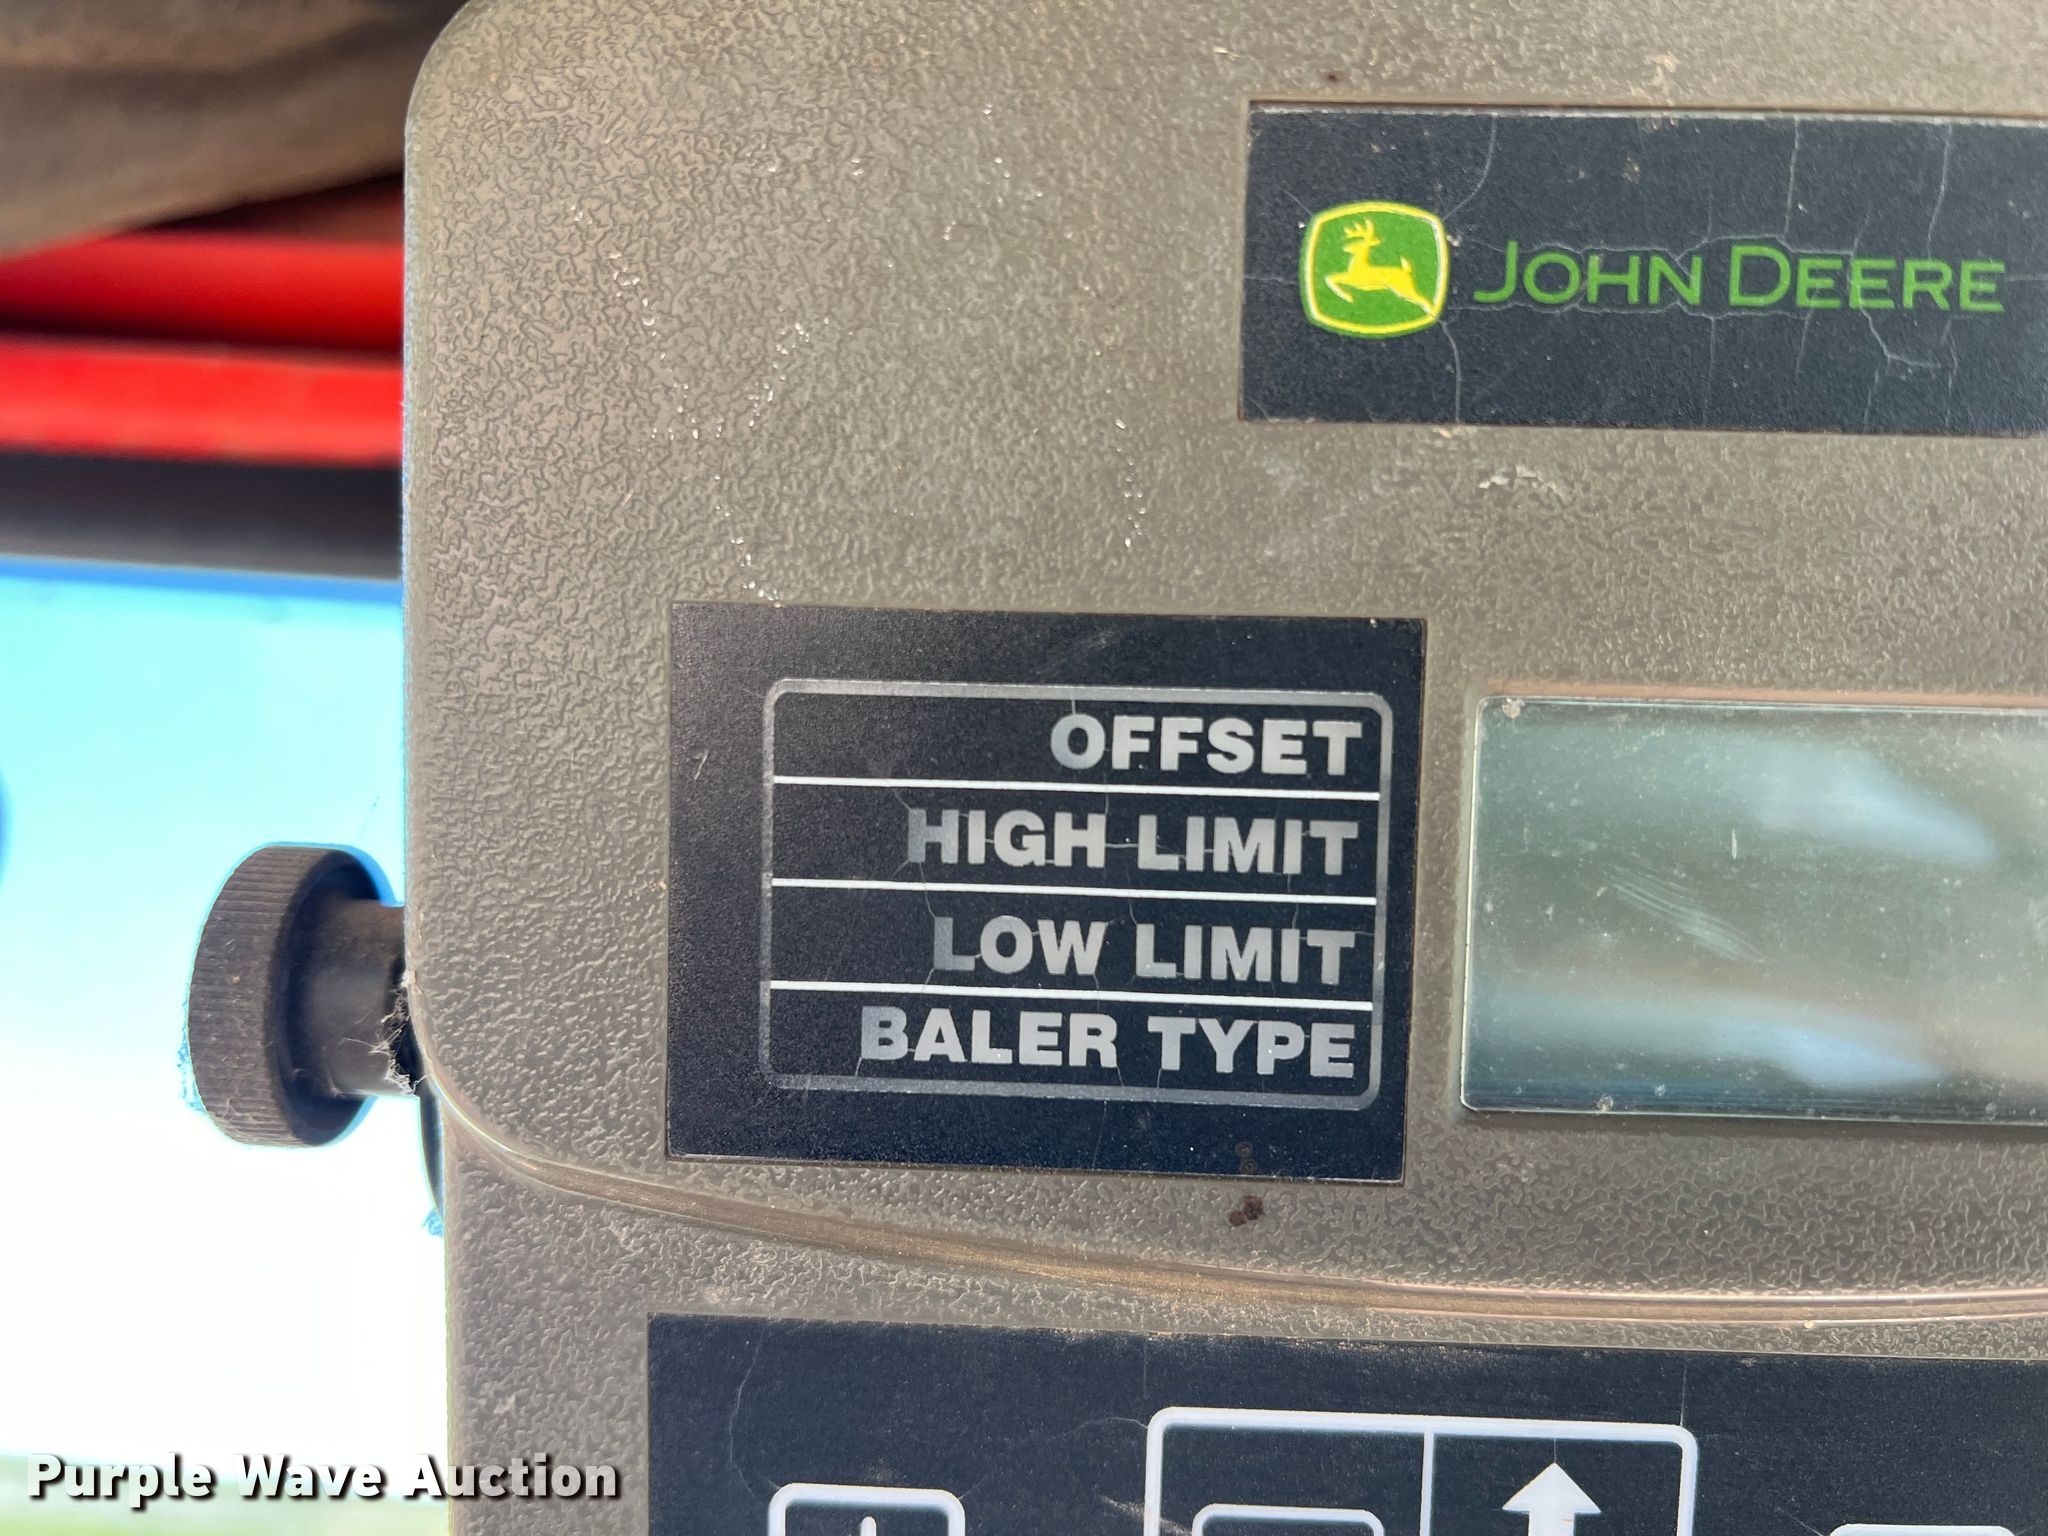 JOHN DEERE
OFFSET
HIGH LIMIT
LOW LIMIT
BALER TYPE
Purple Wave Auction